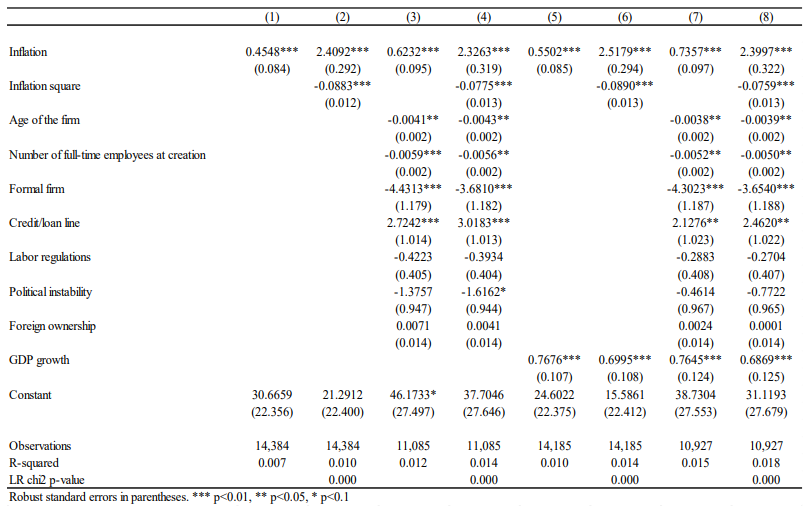 (1) (2) (3) (4) (5) (6) (7) (8)
Inflation 0.4548*** 2.4092*** 0.6232*** 2.3263*** 0.5502*** 2.5179*** 0.7357*** 2.3997***
(0.084) (0.292) (0.095) (0.319) (0.085) (0.294) (0.097) (0.322)
Inflation square -0.0883*** -0.0775*** -0.0890*** -0.0759***
(0.012) (0.013) (0.013) (0.013)
Age of the firm -0.0041** -0.0043** -0.0038** -0.0039**
(0.002) (0.002) (0.002) (0.002)
Number of full-time employees at creation -0.0059*** -0.0056** -0.0052** -0.0050**
(0.002) (0.002) (0.002) (0.002)
Formal firm -4.4313*** -3.6810*** -4.3023*** -3.6540***
(1.179) (1.182) (1.187) (1.188)
Credit/loan line 2.7242*** 3.0183*** 2.1276** 2.4620**
(1.014) (1.013) (1.023) (1.022)
Labor regulations -0.4223 -0.3934 -0.2883 -0.2704
(0.405) (0.404) (0.408) (0.407)
Political instability -1.3757 -1.6162* -0.4614 -0.7722
(0.947) (0.944) (0.967) (0.965)
Foreign ownership 0.0071 0.0041 0.0024 0.0001
(0.014) (0.014) (0.014) (0.014)
GDP growth 0.7676*** 0.6995*** 0.7645*** 0.6869***
(0.107) (0.108) (0.124) (0.125)
Constant 30.6659 21.2912 46.1733* 37.7046 24.6022 15.5861 38.7304 31.1193
(22.356) (22.400) (27.497) (27.646) (22.375) (22.412) (27.553) (27.679)
Observations 14,384 14,384 11,085 11,085 14,185 14,185 10,927 10,927
R-squared 0.007 0.010 0.012 0.014 0.010 0.014 0.015 0.018
LR chi2 p-value 0.000 0.000 0.000 0.000
Robust standard errors in parentheses. *** p<0.01, ** p<0.05, * p<0.1